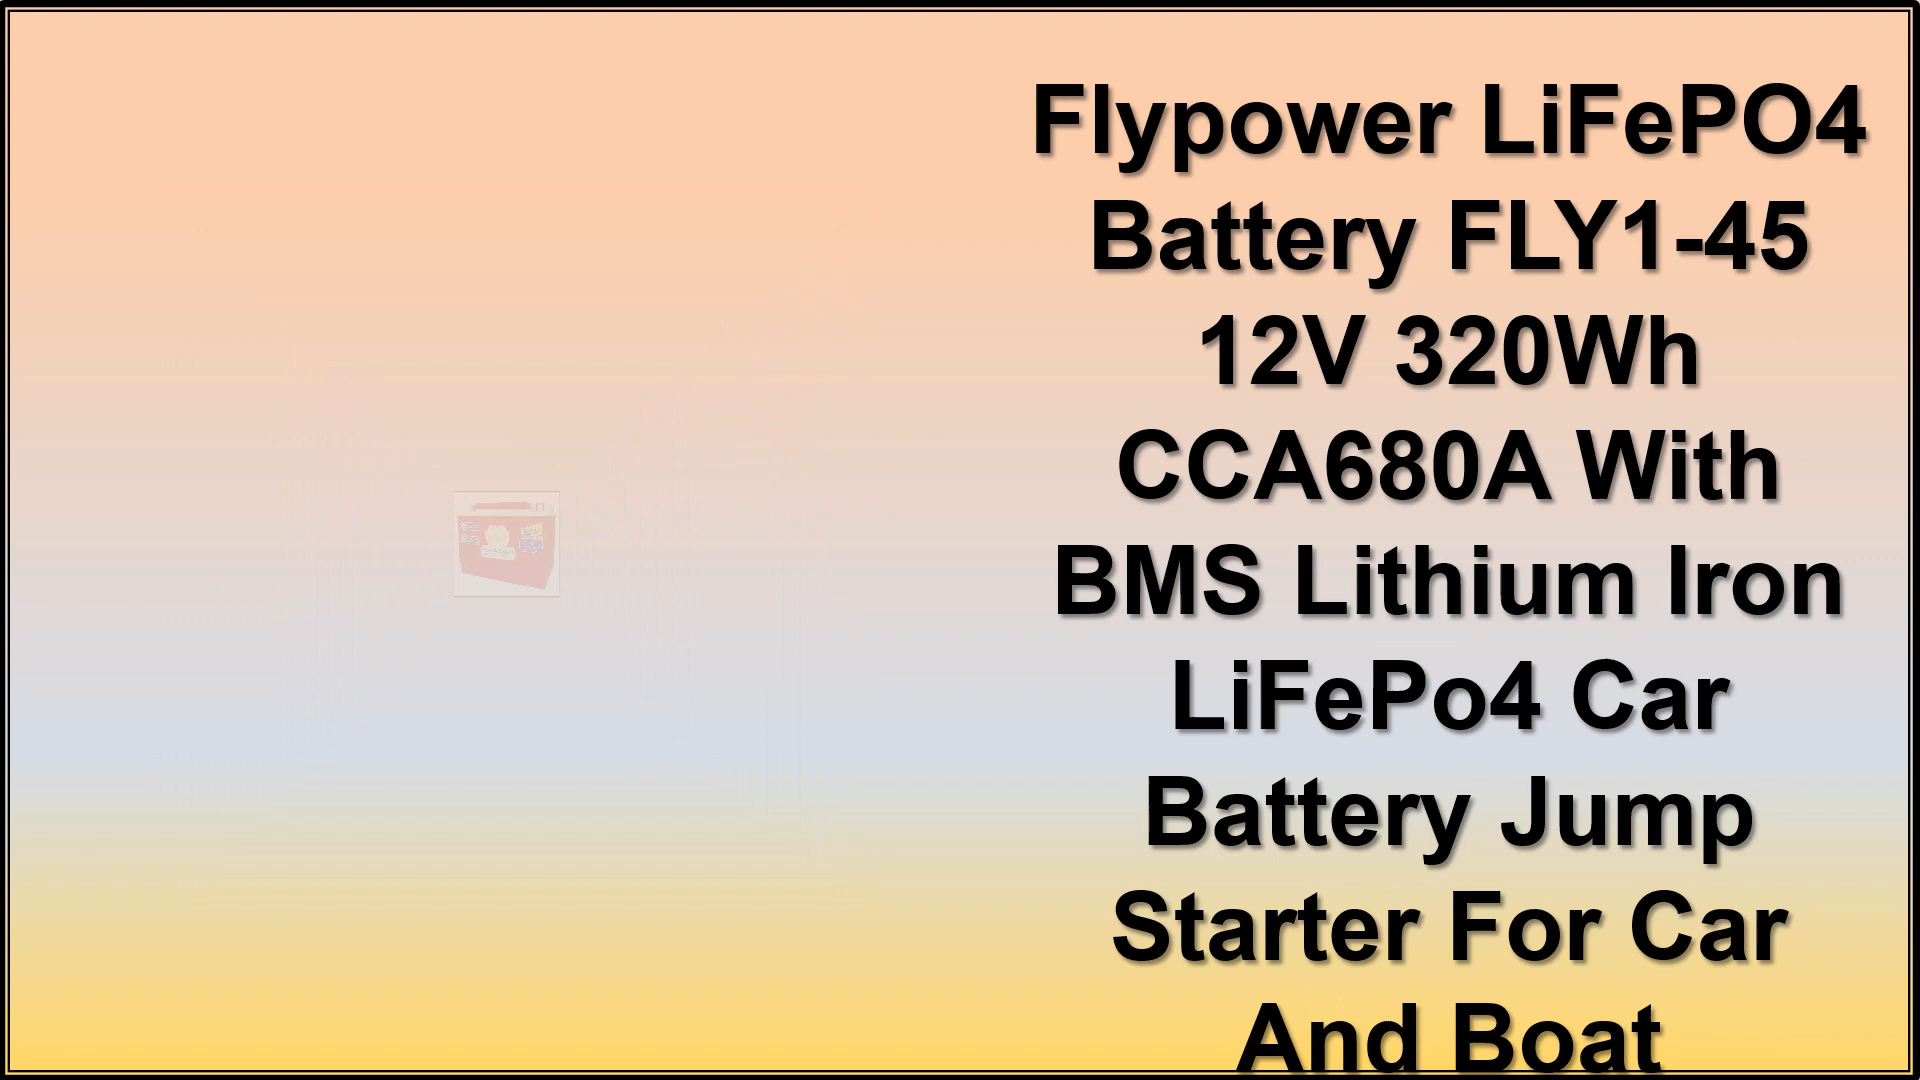 Flypower LiFePO4
Battery FLY1-45
12V 320Wh
CCA680A With
BMS Lithium Iron
LiFePo4 Car
Battery Jump
Starter For Car
And Boat